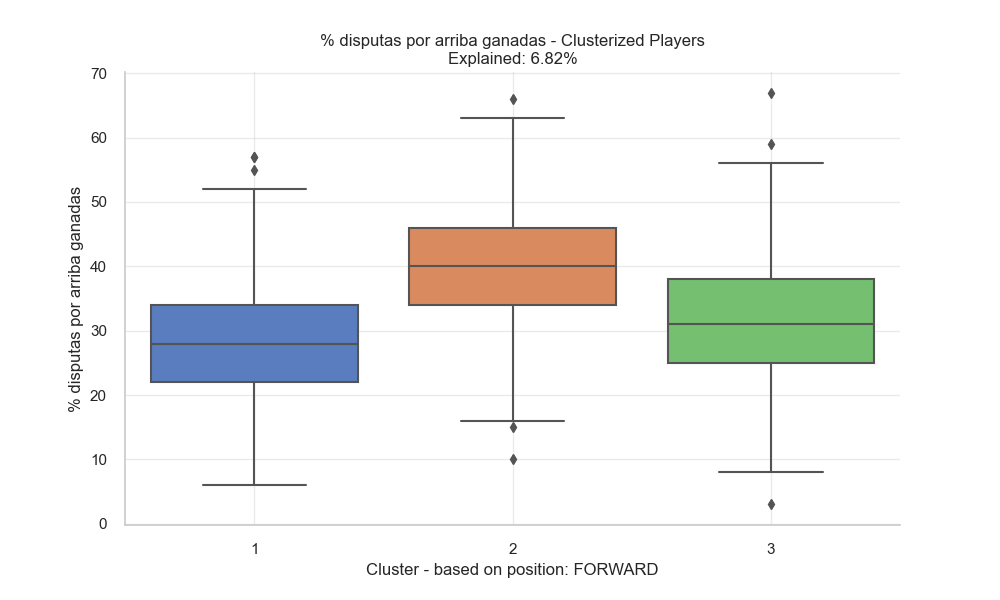 % disputas por arriba ganadas - Clusterized Players
Explained: 6.82%
% disputas por arriba ganadas
70
60
50
40
30
20
10
0
1 2 3
Cluster - based on position: FORWARD